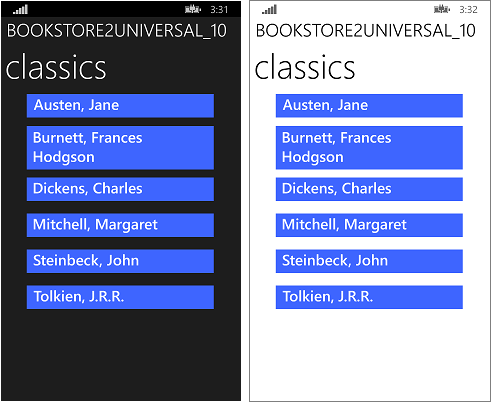 3:31
BOOKSTORE2UNIVERSAL_10
classics
Austen, Jane
Burnett, Frances
Hodgson
Dickens, Charles
Mitchell, Margaret
Steinbeck, John
Tolkien, J.R.R.
3:32
BOOKSTORE2UNIVERSAL_10
classics
Austen, Jane
Burnett, Frances
Hodgson
Dickens, Charles
Mitchell, Margaret
Steinbeck, John
Tolkien, J.R.R.